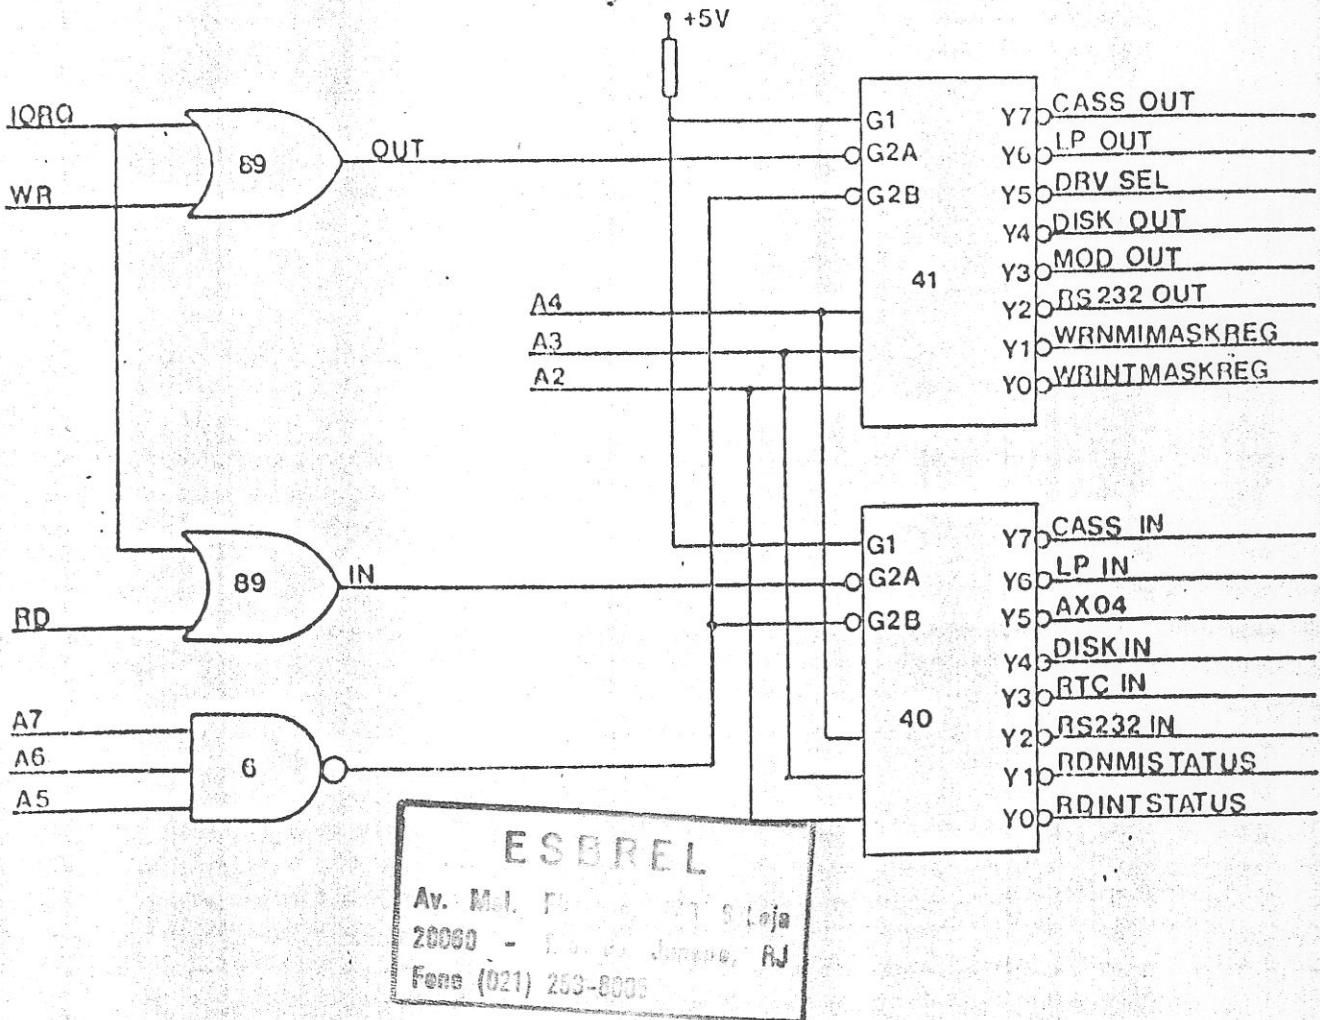 +5V
IORQ
WR
89
OUT
G1
G2A
G2B
41
A4
A3
A2
Y7 CASS OUT
Y6 LP OUT
Y5 DRV SEL
Y4 DISK OUT
Y3 MOD OUT
Y2 RS232 OUT
Y1 WRNMIMASKREG
Y0 WRINTMASKREG
RD
89
IN
G1
G2A
G2B
40
Y7 CASS IN
Y6 LP IN
Y5 AX04
Y4 DISK IN
Y3 RTC IN
Y2 RS232 IN
Y1 RDNMISTATUS
Y0 RDINTSTATUS
A7
A6
A5
6
ESBREL
Av. Mal. Loja
20060 - RJ
Fone (021)